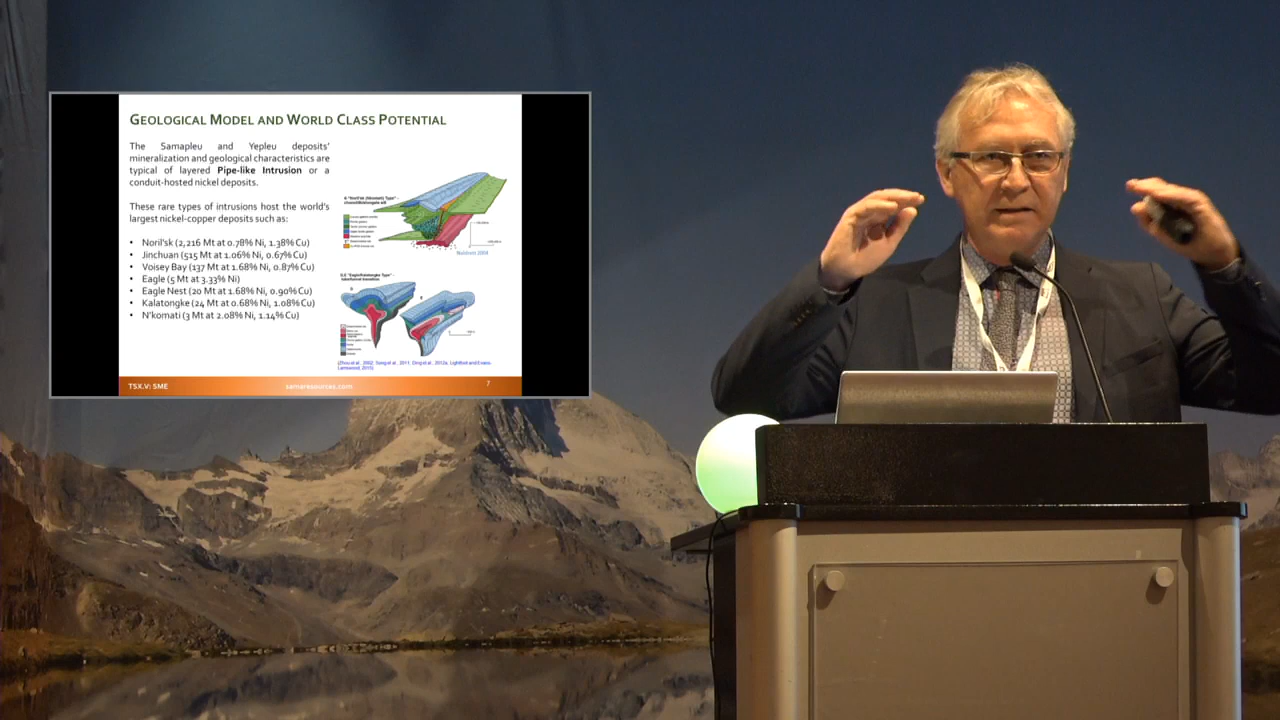 GEOLOGICAL MODEL AND WORLD CLASS POTENTIAL
The Samapleu and Yepleu deposits'
mineralization and geological characteristics are
typical of layered Pipe-like Intrusion or a
conduit-hosted nickel deposits.
These rare types of intrusions host the world's
largest nickel-copper deposits such as:
• Noril'sk (2,216 Mt at 0.78% Ni, 1.38% Cu)
• Jinchuan (515 Mt at 1.06% Ni, 0.67% Cu)
• Voisey Bay (137 Mt at 1.68% Ni, 0.87% Cu)
• Eagle (5 Mt at 3.33% Ni)
• Eagle Nest (20 Mt at 1.68% Ni, 0.90% Cu)
• Kalatongke (24 Mt at 0.68% Ni, 1.08% Cu)
• N'komati (3 Mt at 2.08% Ni, 1.14% Cu)
Naldrett
TSX.V: SME
samaresources.com
7